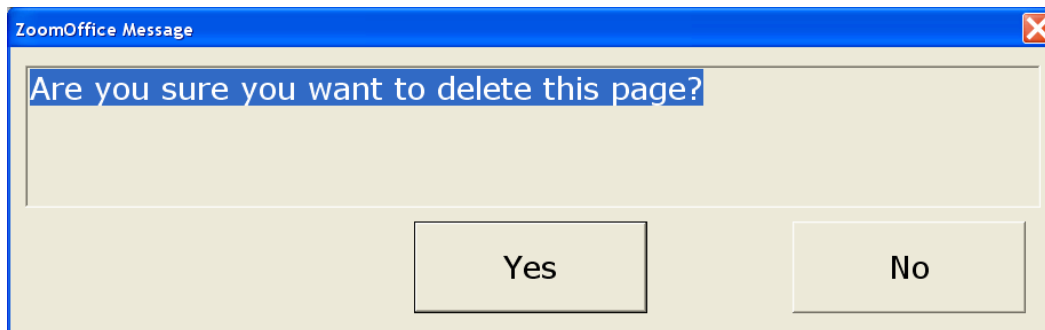 ZoomOffice Message
Are you sure you want to delete this page?
Yes
No